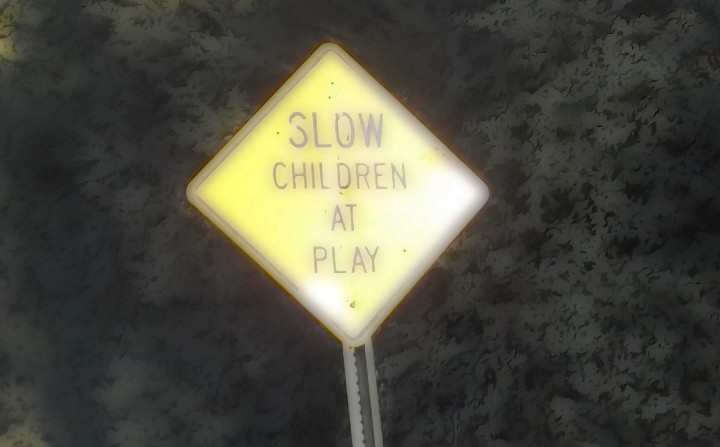 SLOW
CHILDREN
AT
PLAY